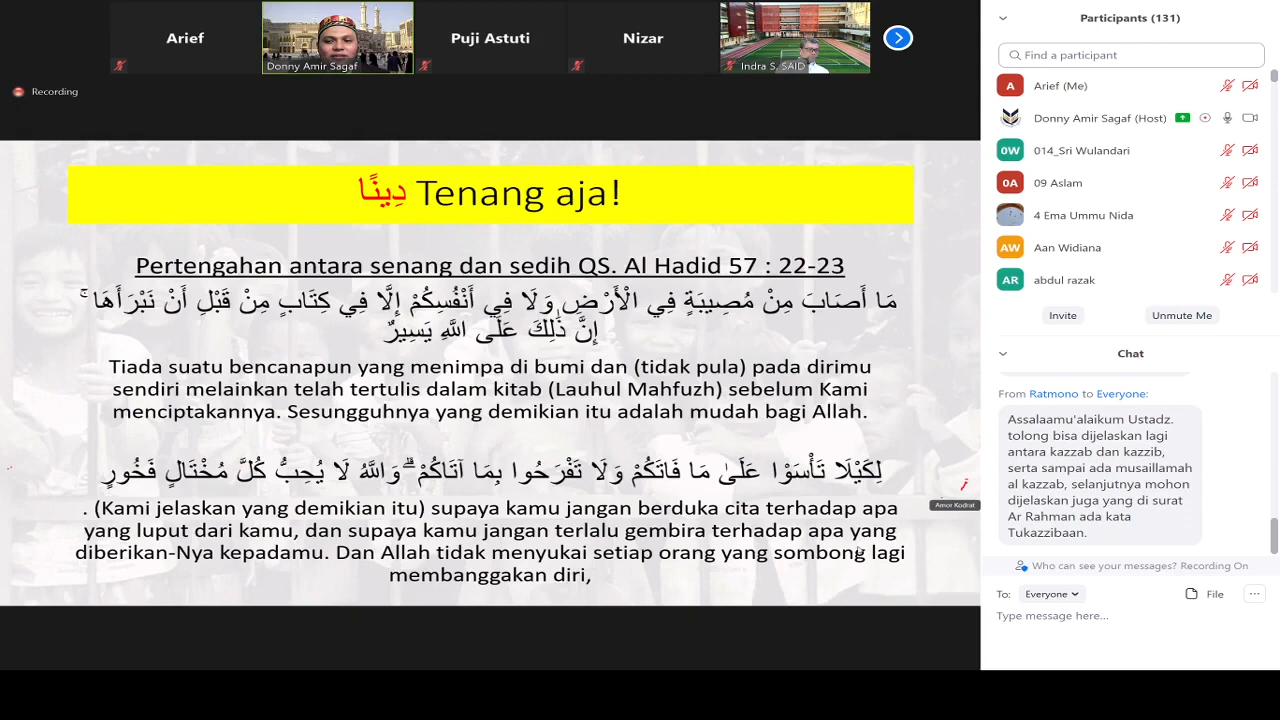 Arief
Donny Amir Sagaf
Puji Astuti
Nizar
Indra S. SAID
Recording
دِينًا Tenang aja!
Pertengahan antara senang dan sedih QS. Al Hadid 57 : 22-23
مَا أَصَابَ مِنْ مُصِيبَةٍ فِي الْأَرْضِ وَلَا فِي أَنْفُسِكُمْ إِلَّا فِي كِتَابٍ مِنْ قَبْلِ أَنْ نَبْرَأَهَا ۚ
إِنَّ ذَٰلِكَ عَلَى اللَّهِ يَسِيرٌ
Tiada suatu bencanapun yang menimpa di bumi dan (tidak pula) pada dirimu
sendiri melainkan telah tertulis dalam kitab (Lauhul Mahfuzh) sebelum Kami
menciptakannya. Sesungguhnya yang demikian itu adalah mudah bagi Allah.
لِكَيْلَا تَأْسَوْا عَلَىٰ مَا فَاتَكُمْ وَلَا تَفْرَحُوا بِمَا آتَاكُمْ ۗ وَاللَّهُ لَا يُحِبُّ كُلَّ مُخْتَالٍ فَخُورٍ
. (Kami jelaskan yang demikian itu) supaya kamu jangan berduka cita terhadap apa
yang luput dari kamu, dan supaya kamu jangan terlalu gembira terhadap apa yang
diberikan-Nya kepadamu. Dan Allah tidak menyukai setiap orang yang sombong lagi
membanggakan diri,
Amor Kodrat
Participants (131)
Find a participant
A Arief (Me)
Donny Amir Sagaf (Host)
0W 014_Sri Wulandari
0A 09 Aslam
4 Ema Ummu Nida
AW Aan Widiana
AR abdul razak
Invite Unmute Me
Chat
From Ratmono to Everyone:
Assalaamu'alaikum Ustadz.
tolong bisa dijelaskan lagi
antara kazzab dan kazzib,
serta sampai ada musaillamah
al kazzab, selanjutnya mohon
dijelaskan juga yang di surat
Ar Rahman ada kata
Tukazzibaan.
Who can see your messages? Recording On
To: Everyone File ...
Type message here...